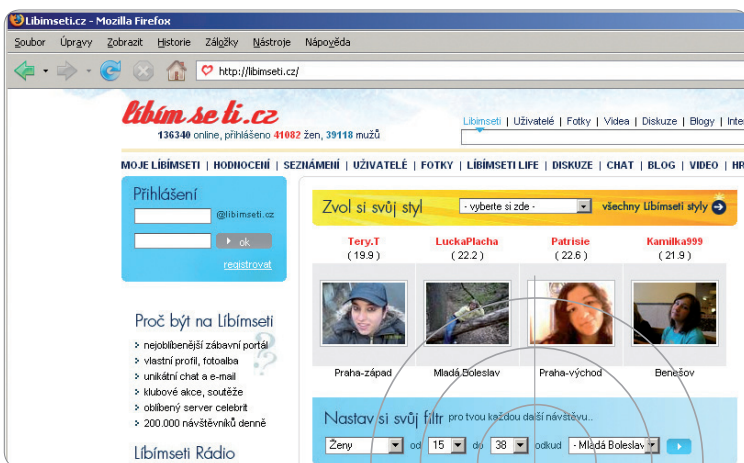 Libimseti.cz - Mozilla Firefox
Soubor Úpravy Zobrazit Historie Záložky Nástroje Nápověda
http://libimseti.cz/
líbím se ti.cz
136340 online, přihlášeno 41082 žen, 39118 mužů
Libimseti | Uživatelé | Fotky | Videa | Diskuze | Blogy | Inte
MOJE LÍBÍMSETI | HODNOCENÍ | SEZNÁMENÍ | UŽIVATELÉ | FOTKY | LÍBÍMSETI LIFE | DISKUZE | CHAT | BLOG | VIDEO | HR
Přihlášení
@libimseti.cz
ok
registrovat
Zvol si svůj styl - vyberte si zde - všechny Libimseti styly
Tery.T LuckaPlacha Patrisie Kamilka999
( 19.9 ) ( 22.2 ) ( 22.6 ) ( 21.9 )
Praha-západ Mladá Boleslav Praha-východ Benešov
Proč být na Líbímseti
nejoblíbenější zábavní portál
vlastní profil, fotoalba
unikátní chat a e-mail
klubové akce, soutěže
oblíbený server celebrit
200.000 návštěvníků denně
Líbímseti Rádio
Nastav si svůj filtr pro tvou každou další návštěvu..
Ženy od 15 do 38 odkud - Mladá Boleslav